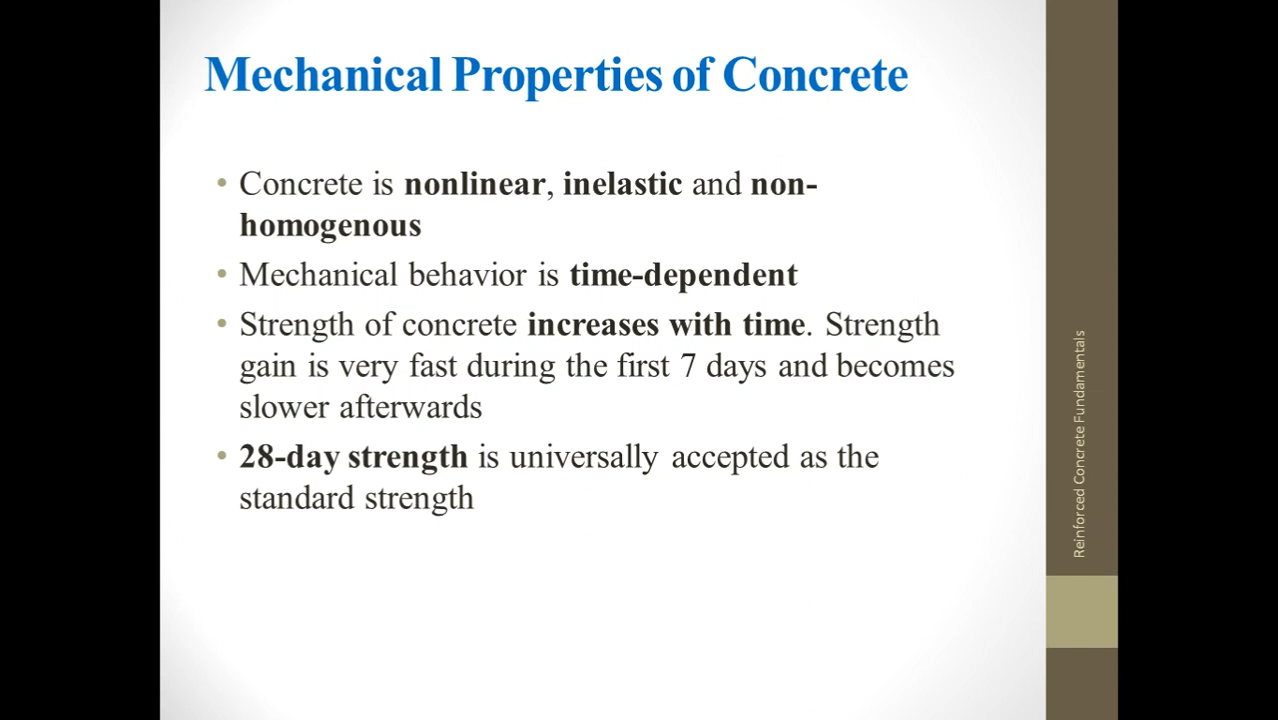 Mechanical Properties of Concrete
• Concrete is nonlinear, inelastic and non-
homogenous
• Mechanical behavior is time-dependent
• Strength of concrete increases with time. Strength
gain is very fast during the first 7 days and becomes
slower afterwards
• 28-day strength is universally accepted as the
standard strength
Reinforced Concrete Fundamentals